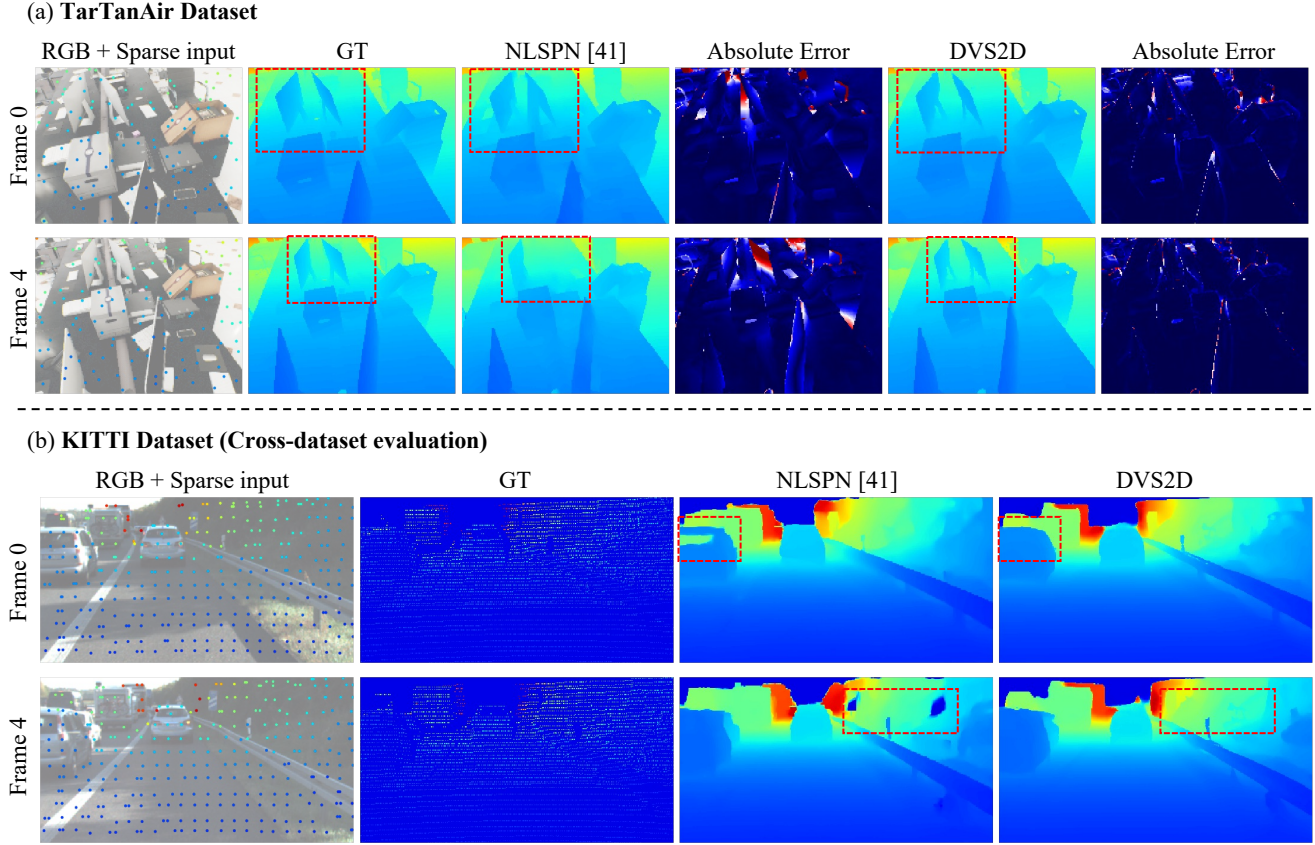 (a) TarTanAir Dataset
RGB + Sparse input GT NLSPN [41] Absolute Error DVS2D Absolute Error
Frame 0
Frame 4
(b) KITTI Dataset (Cross-dataset evaluation)
RGB + Sparse input GT NLSPN [41] DVS2D
Frame 0
Frame 4